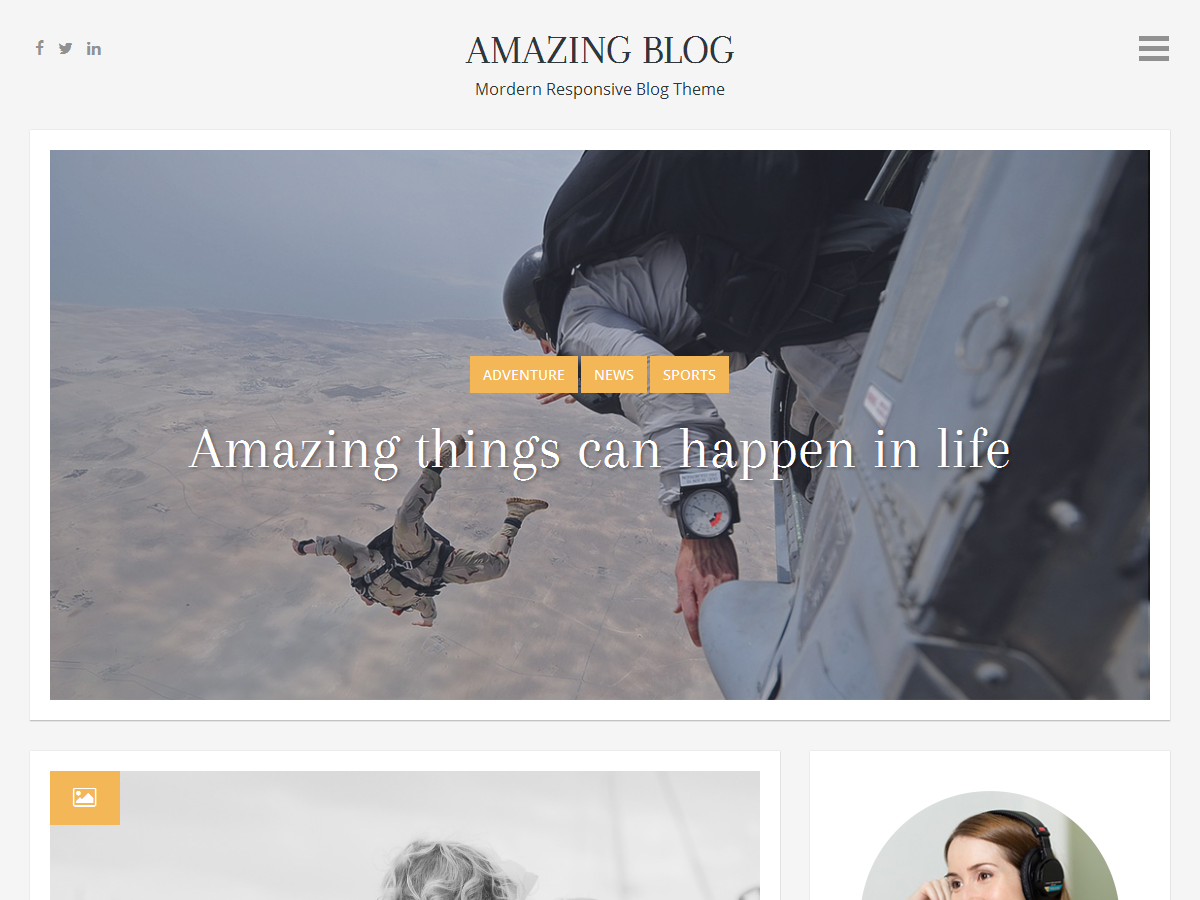 AMAZING BLOG
Mordern Responsive Blog Theme
ADVENTURE NEWS SPORTS
Amazing things can happen in life